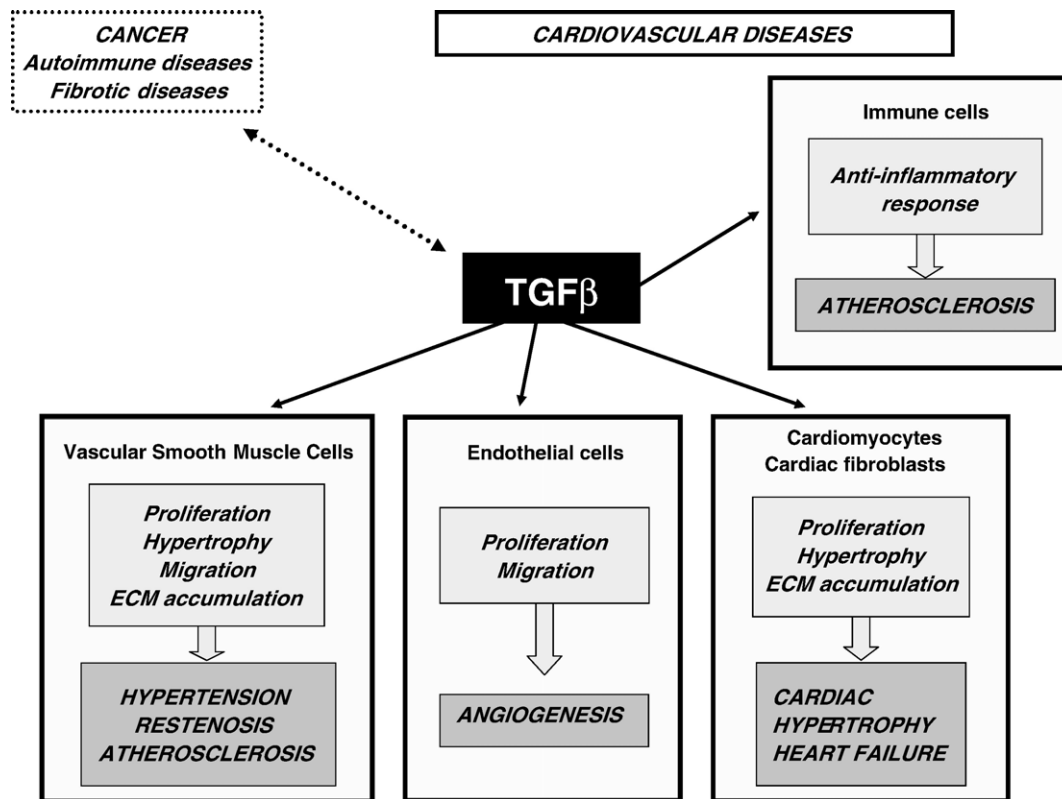 CANCER
Autoimmune diseases
Fibrotic diseases
CARDIOVASCULAR DISEASES
Immune cells
Anti-inflammatory
response
ATHEROSCLEROSIS
TGFβ
Vascular Smooth Muscle Cells
Proliferation
Hypertrophy
Migration
ECM accumulation
HYPERTENSION
RESTENOSIS
ATHEROSCLEROSIS
Endothelial cells
Proliferation
Migration
ANGIOGENESIS
Cardiomyocytes
Cardiac fibroblasts
Proliferation
Hypertrophy
ECM accumulation
CARDIAC
HYPERTROPHY
HEART FAILURE